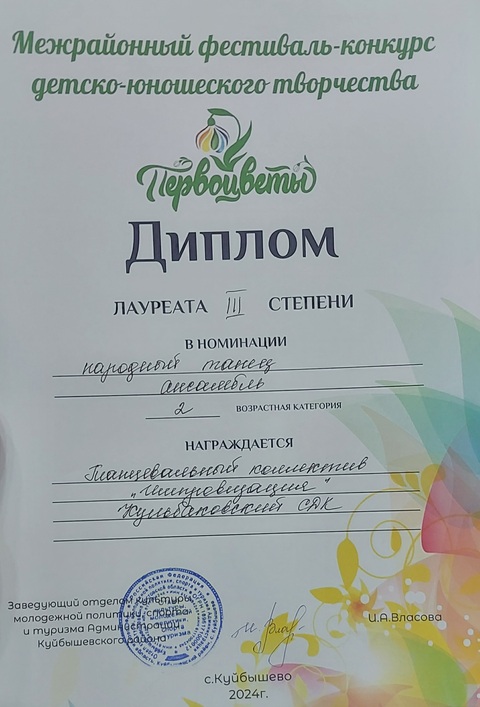 Межрайонный фестиваль-конкурс
детско-юношеского творчества
Первоцветы
Диплом
ЛАУРЕАТА III СТЕПЕНИ
В НОМИНАЦИИ
народный танец
ансамбль
2 ВОЗРАСТНАЯ КАТЕГОРИЯ
НАГРАЖДАЕТСЯ
Танцевальный коллектив
"Импровизация"
Кульбаковский СДК
Заведующий отделом культуры,
молодежной политики, спорта
и туризма Администрации
Куйбышевского района
И.А.Власова
с.Куйбышево
2024г.